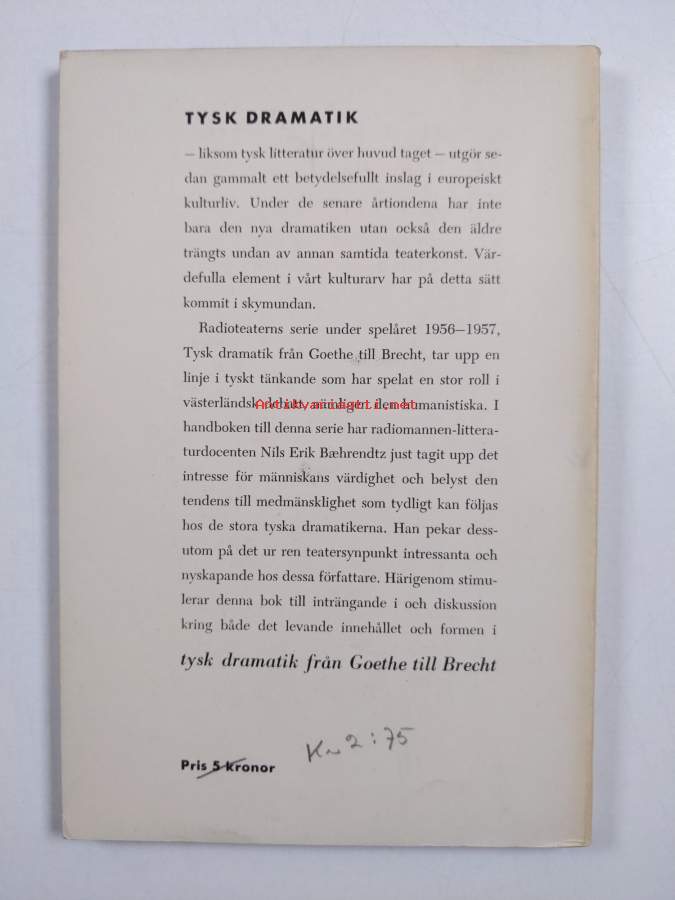 TYSK DRAMATIK
– liksom tysk litteratur över huvud taget – utgör se-
dan gammalt ett betydelsefullt inslag i europeiskt
kulturliv. Under de senare årtiondena har inte
bara den nya dramatiken utan också den äldre
trängts undan av annan samtida teaterkonst. Vär-
defulla element i vårt kulturarv har på detta sätt
kommit i skymundan.
Radioteaterns serie under spelåret 1956–1957,
Tysk dramatik från Goethe till Brecht, tar upp en
linje i tyskt tänkande som har spelat en stor roll i
västerländsk debatt, nämligen den humanistiska. I
handboken till denna serie har radiomannen-littera-
turdocenten Nils Erik Bæhrendtz just tagit upp det
intresse för människans värdighet och belyst den
tendens till medmänsklighet som tydligt kan följas
hos de stora tyska dramatikerna. Han pekar dess-
utom på det ur ren teatersynpunkt intressanta och
nyskapande hos dessa författare. Härigenom stimu-
lerar denna bok till inträngande i och diskussion
kring både det levande innehållet och formen i
tysk dramatik från Goethe till Brecht
Kr 2:75
Pris 5 kronor